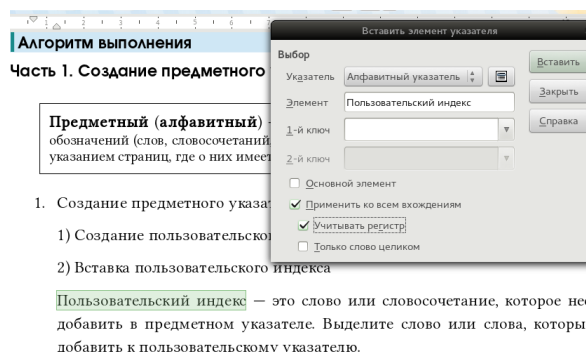 Алгоритм выполнения
Часть 1. Создание предметного
Предметный (алфавитный) -
обозначений (слов, словосочетаний,
указанием страниц, где о них имеет
1. Создание предметного указат
1) Создание пользовательско
2) Вставка пользовательского индекса
Пользовательский индекс — это слово или словосочетание, которое нео
добавить в предметном указателе. Выделите слово или слова, которы
добавить к пользовательскому указателю.
Вставить элемент указателя
Выбор
Указатель Алфавитный указатель
Элемент Пользовательский индекс
1-й ключ
2-й ключ
Основной элемент
Применить ко всем вхождениям
Учитывать регистр
Только слово целиком
Вставить
Закрыть
Справка